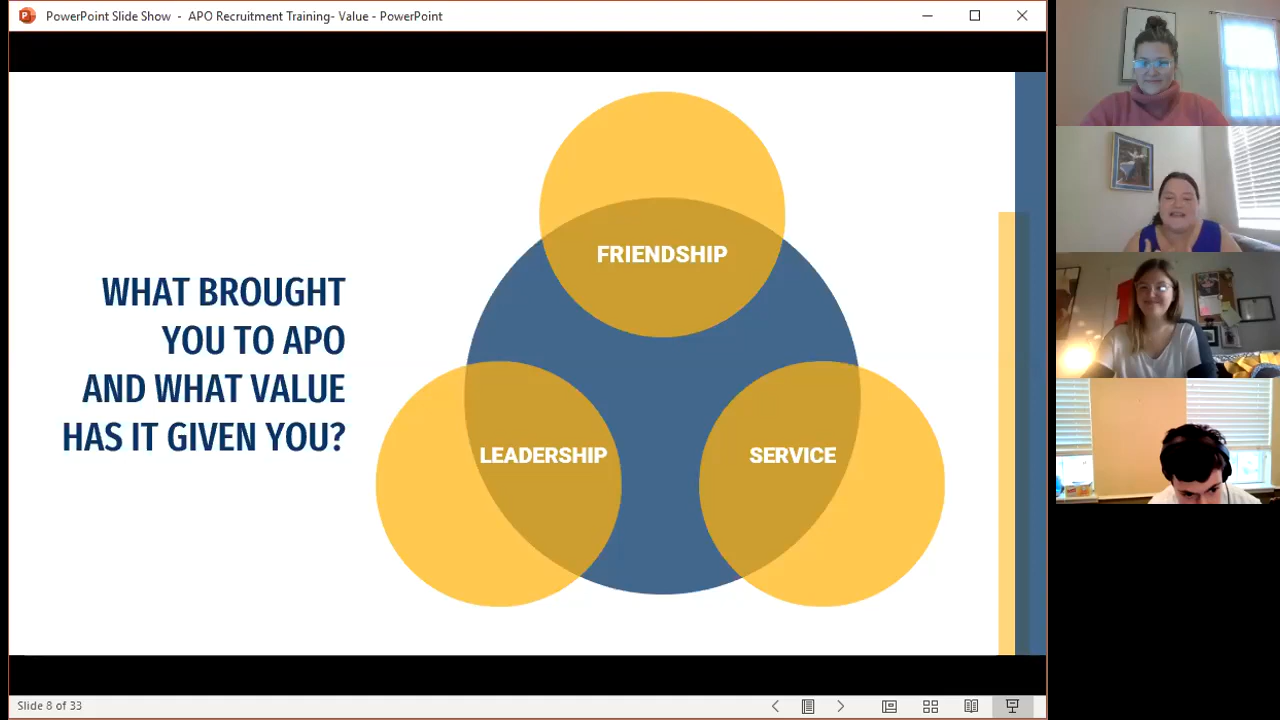 PowerPoint Slide Show - APO Recruitment Training- Value - PowerPoint
WHAT BROUGHT
YOU TO APO
AND WHAT VALUE
HAS IT GIVEN YOU?
FRIENDSHIP
LEADERSHIP
SERVICE
Slide 8 of 33